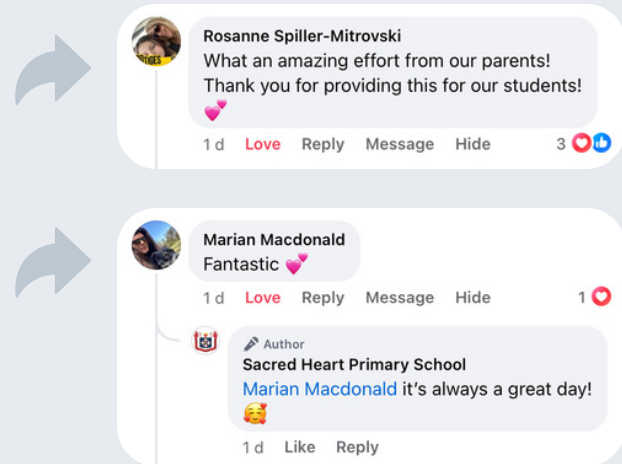 Rosanne Spiller-Mitrovski
What an amazing effort from our parents!
Thank you for providing this for our students!
💕
1 d Love Reply Message Hide 3
Marian Macdonald
Fantastic 💕
1 d Love Reply Message Hide 1
Author
Sacred Heart Primary School
Marian Macdonald it’s always a great day!
🥰
1 d Like Reply